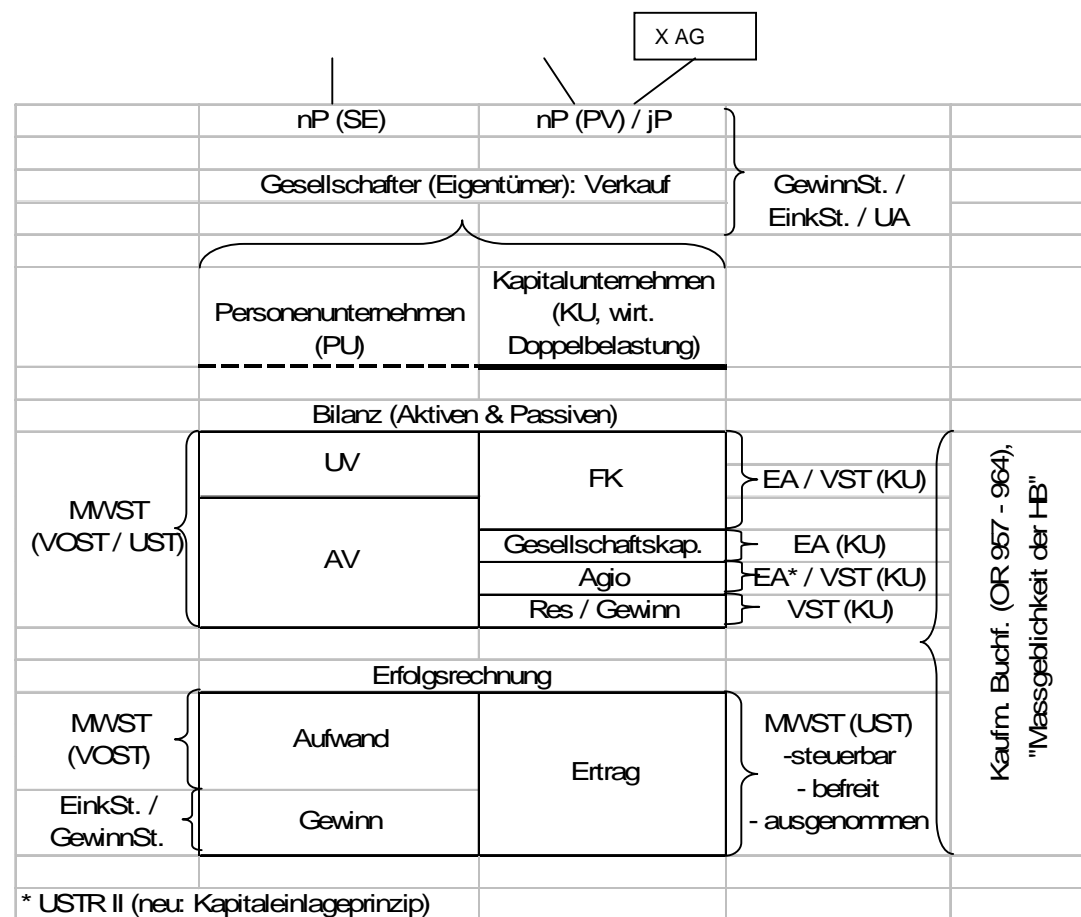 X AG
nP (SE)
nP (PV) / jP
Gesellschafter (Eigentümer): Verkauf
GewinnSt. /
EinkSt. / UA
Personenunternehmen
(PU)
Kapitalunternehmen
(KU, wirt.
Doppelbelastung)
Bilanz (Aktiven & Passiven)
MWST
(VOST / UST)
UV
AV
FK
Gesellschaftskap.
Agio
Res / Gewinn
EA / VST (KU)
EA (KU)
EA* / VST (KU)
VST (KU)
Kaufm. Buchf. (OR 957 - 964),
"Massgeblichkeit der HB"
Erfolgsrechnung
MWST
(VOST)
Aufwand
Ertrag
MWST (UST)
-steuerbar
- befreit
- ausgenommen
EinkSt. /
GewinnSt.
Gewinn
* USTR II (neu: Kapitaleinlageprinzip)